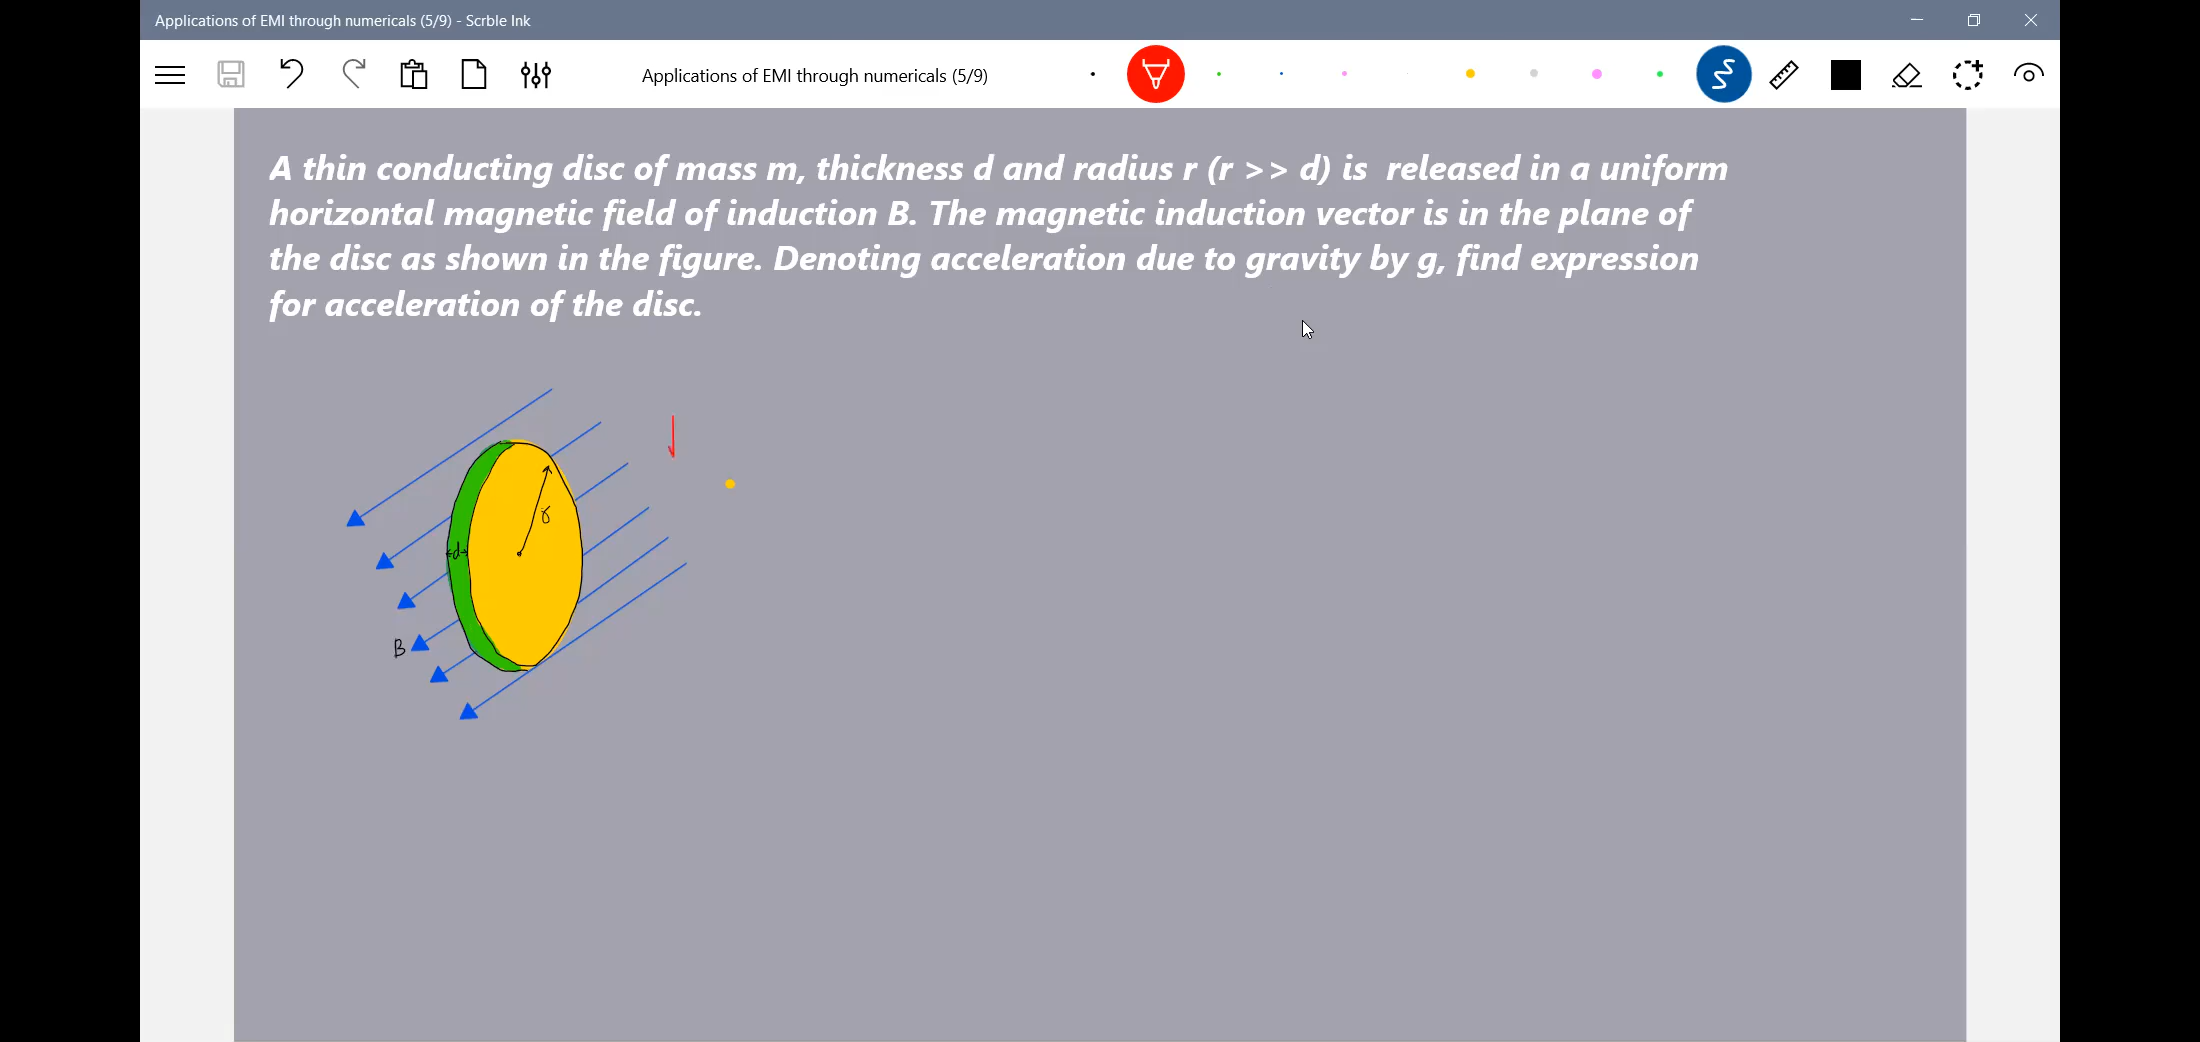 Applications of EMI through numericals (5/9) - Scrble Ink
Applications of EMI through numericals (5/9)
A thin conducting disc of mass m, thickness d and radius r (r >> d) is released in a uniform
horizontal magnetic field of induction B. The magnetic induction vector is in the plane of
the disc as shown in the figure. Denoting acceleration due to gravity by g, find expression
for acceleration of the disc.
r
d
B